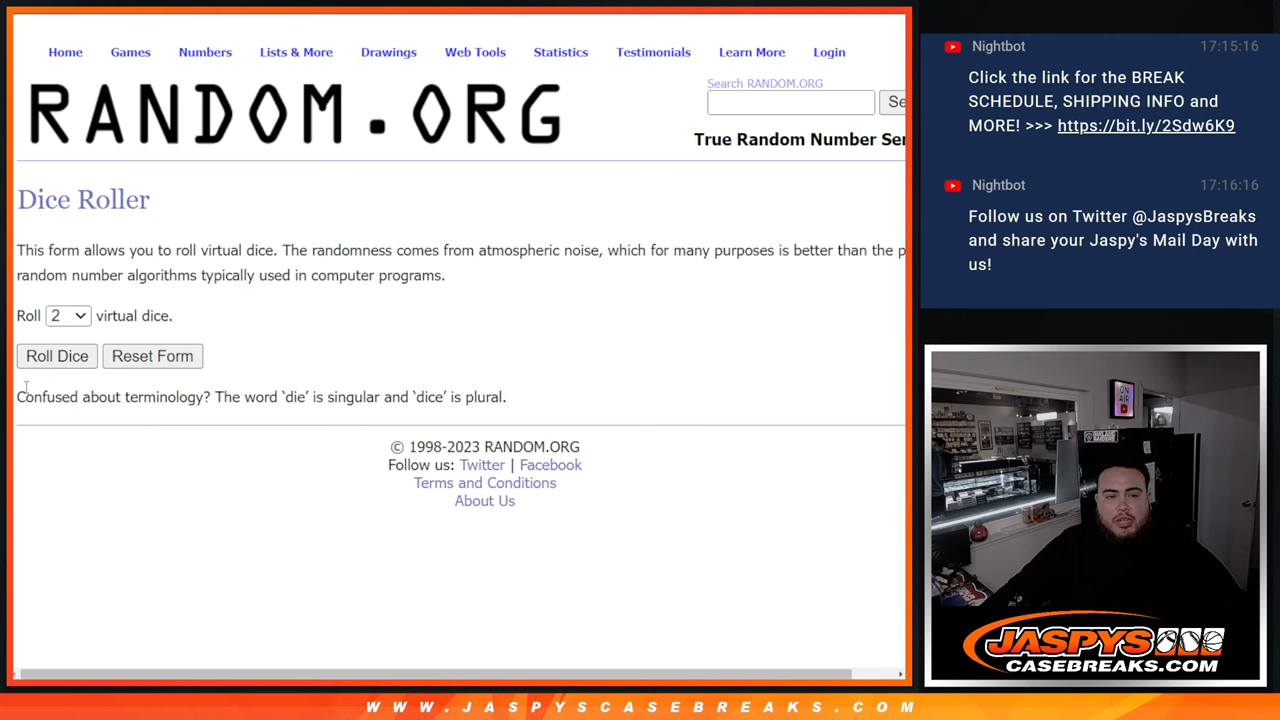 Home Games Numbers Lists & More Drawings Web Tools Statistics Testimonials Learn More Login
RANDOM.ORG
Search RANDOM.ORG
Se
True Random Number Ser
Dice Roller
This form allows you to roll virtual dice. The randomness comes from atmospheric noise, which for many purposes is better than the p
random number algorithms typically used in computer programs.
Roll 2 virtual dice.
Roll Dice Reset Form
Confused about terminology? The word ‘die’ is singular and ‘dice’ is plural.
© 1998-2023 RANDOM.ORG
Follow us: Twitter | Facebook
Terms and Conditions
About Us
Nightbot 17:15:16
Click the link for the BREAK
SCHEDULE, SHIPPING INFO and
MORE! >>> https://bit.ly/2Sdw6K9
Nightbot 17:16:16
Follow us on Twitter @JaspysBreaks
and share your Jaspy's Mail Day with
us!
ON
AIR
JASPYS
CASEBREAKS.COM
WWW.JASPYSCASEBREAKS.COM